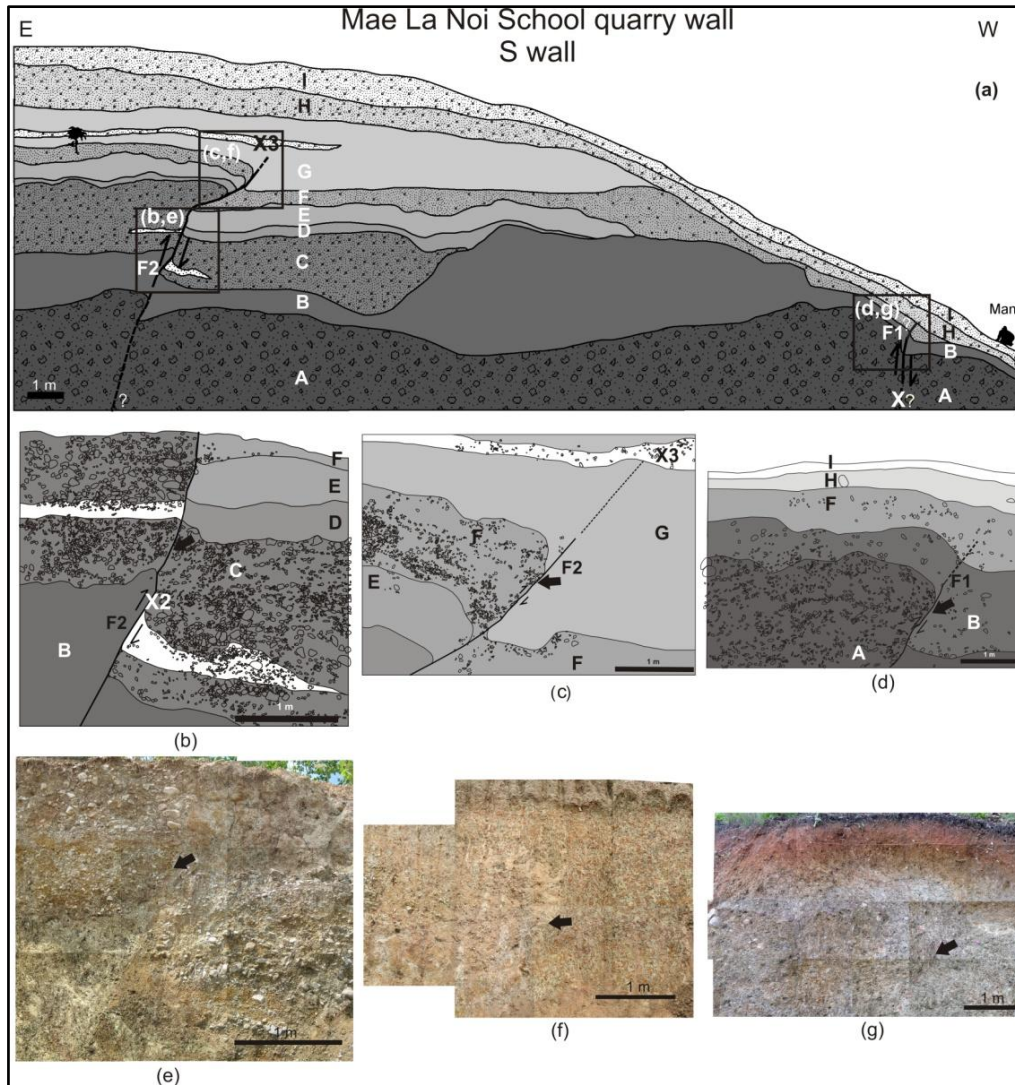 Mae La Noi School quarry wall
E
W
S wall
(a)
I
H
X3
(c,f)
G
F
E
(b,e)
D
C
F2
B
(d,g)
F1
I
H
Man
B
A
A
1 m
?
X?
F
E
D
C
X2
F2
B
1 m
(b)
X3
F
G
F2
E
F
1 m
(c)
I
H
F
F1
B
A
1 m
(d)
1 m
(e)
1 m
(f)
1 m
(g)